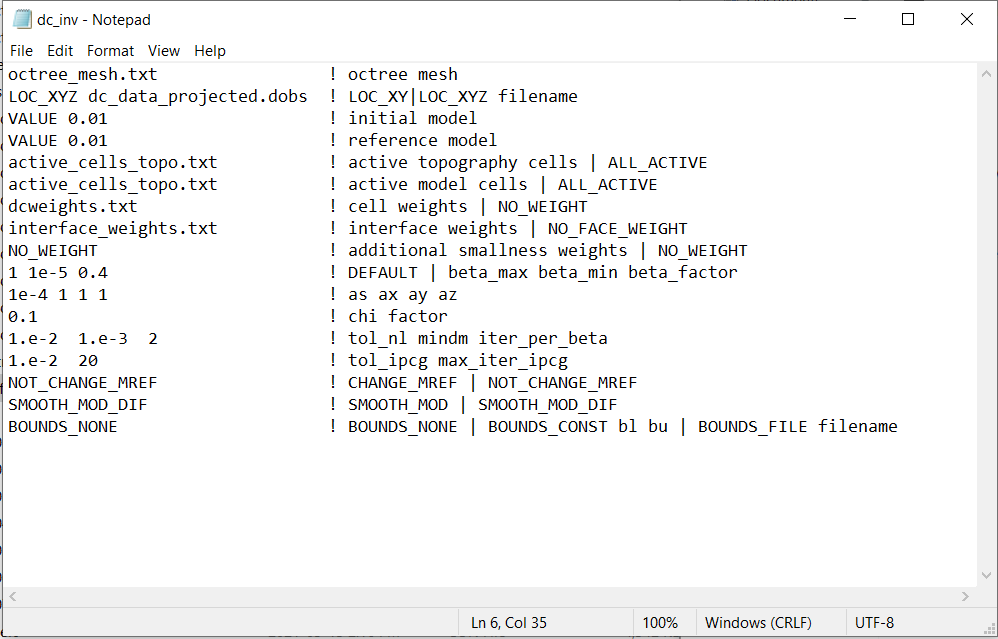 dc_inv - Notepad
File Edit Format View Help
octree_mesh.txt ! octree mesh
LOC_XYZ dc_data_projected.dobs ! LOC_XY|LOC_XYZ filename
VALUE 0.01 ! initial model
VALUE 0.01 ! reference model
active_cells_topo.txt ! active topography cells | ALL_ACTIVE
active_cells_topo.txt ! active model cells | ALL_ACTIVE
dcweights.txt ! cell weights | NO_WEIGHT
interface_weights.txt ! interface weights | NO_FACE_WEIGHT
NO_WEIGHT ! additional smallness weights | NO_WEIGHT
1 1e-5 0.4 ! DEFAULT | beta_max beta_min beta_factor
1e-4 1 1 1 ! as ax ay az
0.1 ! chi factor
1.e-2 1.e-3 2 ! tol_nl mindm iter_per_beta
1.e-2 20 ! tol_ipcg max_iter_ipcg
NOT_CHANGE_MREF ! CHANGE_MREF | NOT_CHANGE_MREF
SMOOTH_MOD_DIF ! SMOOTH_MOD | SMOOTH_MOD_DIF
BOUNDS_NONE ! BOUNDS_NONE | BOUNDS_CONST bl bu | BOUNDS_FILE filename
Ln 6, Col 35 100% Windows (CRLF) UTF-8